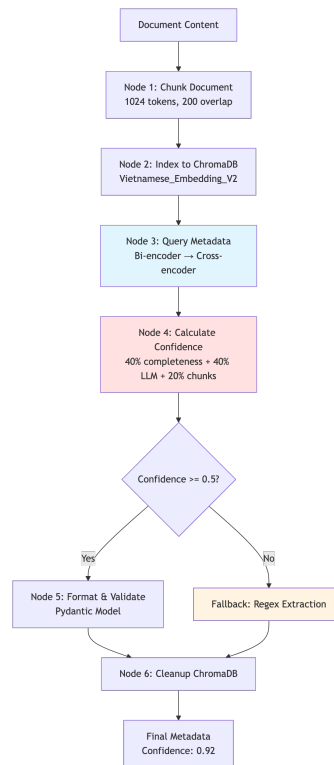 Document Content
Node 1: Chunk Document
1024 tokens, 200 overlap
Node 2: Index to ChromaDB
Vietnamese_Embedding_V2
Node 3: Query Metadata
Bi-encoder → Cross-
encoder
Node 4: Calculate
Confidence
40% completeness + 40%
LLM + 20% chunks
Confidence >= 0.5?
Yes
No
Node 5: Format & Validate
Pydantic Model
Fallback: Regex Extraction
Node 6: Cleanup ChromaDB
Final Metadata
Confidence: 0.92